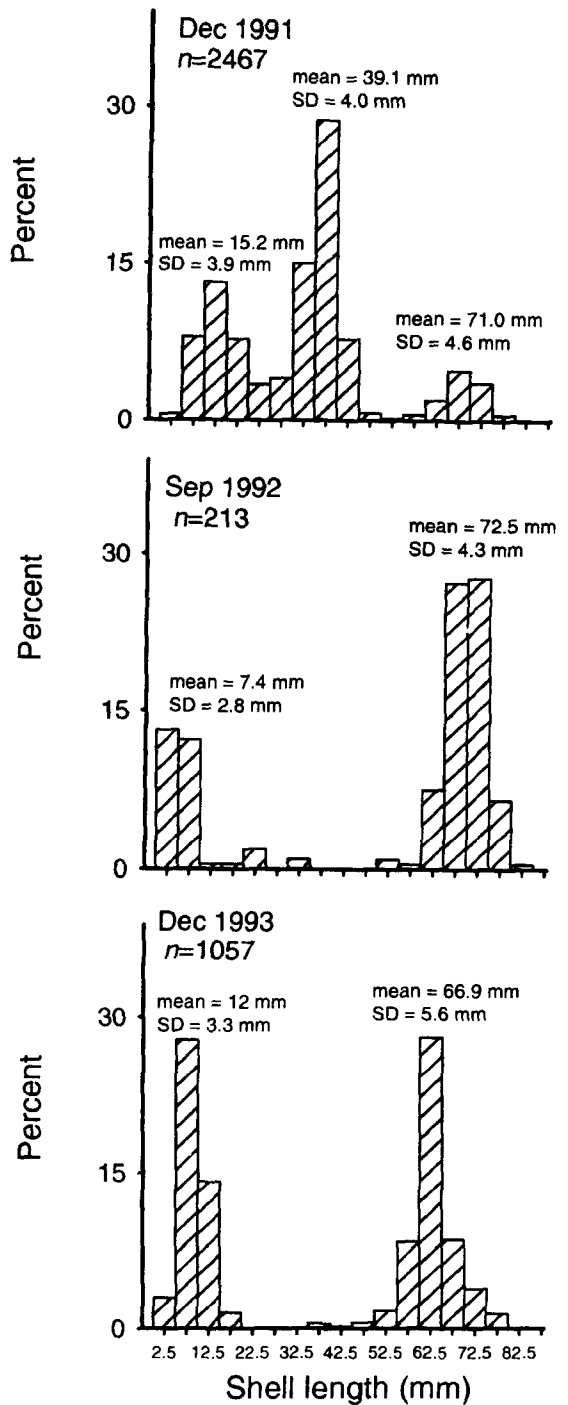 Dec 1991
n=2467
mean = 39.1 mm
SD = 4.0 mm
30
Percent
mean = 15.2 mm
SD = 3.9 mm
15
mean = 71.0 mm
SD = 4.6 mm
0
Sep 1992
n=213
mean = 72.5 mm
SD = 4.3 mm
30
Percent
mean = 7.4 mm
SD = 2.8 mm
15
0
Dec 1993
n=1057
mean = 12 mm
SD = 3.3 mm
mean = 66.9 mm
SD = 5.6 mm
30
Percent
15
0
2.5 12.5 22.5 32.5 42.5 52.5 62.5 72.5 82.5
Shell length (mm)